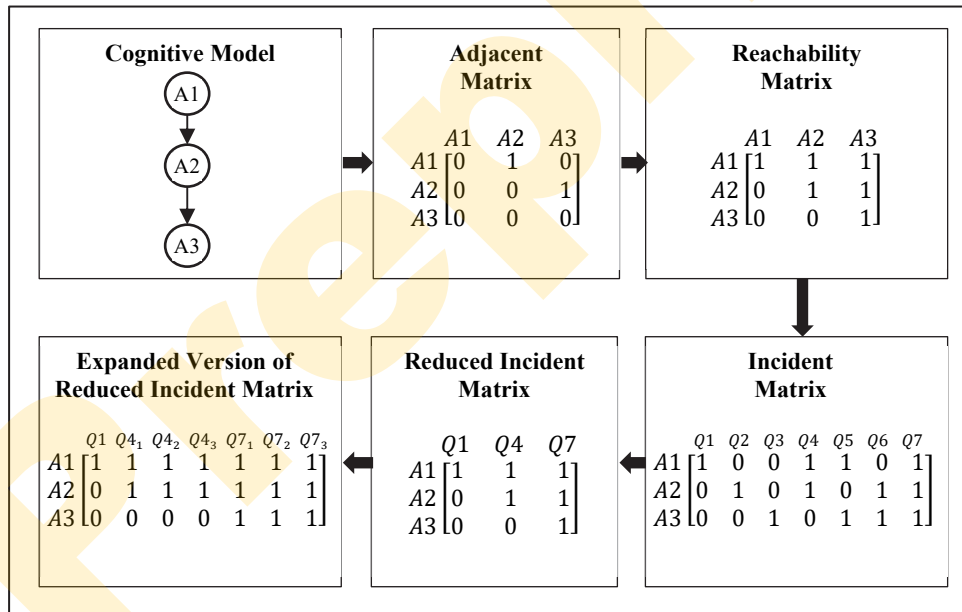 Cognitive Model
A1
A2
A3
Adjacent
Matrix
A1 A2 A3
A1 [0 1 0]
A2 [0 0 1]
A3 [0 0 0]
Reachability
Matrix
A1 A2 A3
A1 [1 1 1]
A2 [0 1 1]
A3 [0 0 1]
Expanded Version of
Reduced Incident Matrix
Q1 Q4₁ Q4₂ Q4₃ Q7₁ Q7₂ Q7₃
A1 [1 1 1 1 1 1 1]
A2 [0 1 1 1 1 1 1]
A3 [0 0 0 0 1 1 1]
Reduced Incident
Matrix
Q1 Q4 Q7
A1 [1 1 1]
A2 [0 1 1]
A3 [0 0 1]
Incident
Matrix
Q1 Q2 Q3 Q4 Q5 Q6 Q7
A1 [1 0 0 1 1 0 1]
A2 [0 1 0 1 0 1 1]
A3 [0 0 1 0 1 1 1]